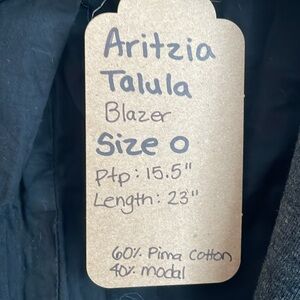 Aritzia
Talula
Blazer
Size 0
Ptp: 15.5"
Length: 23"
60% Pima Cotton
40% modal